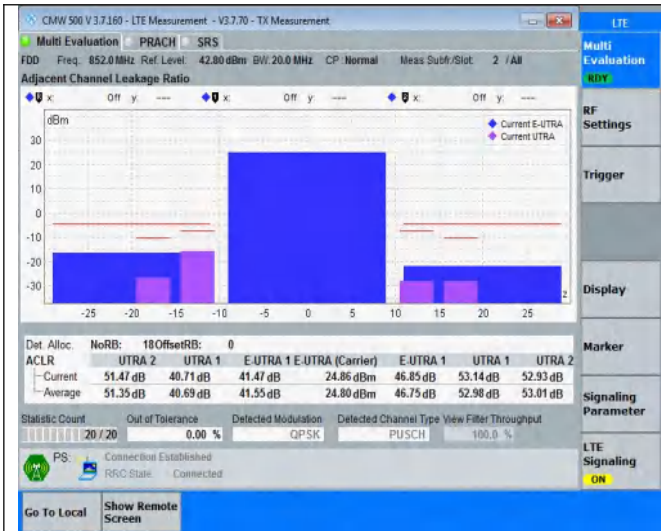 CMW 500 V 3.7.160 - LTE Measurement - V3.7.70 - TX Measurement
LTE
Multi Evaluation PRACH SRS
Multi Evaluation
RDY
FDD Freq.: 852.0 MHz Ref. Level: 42.80 dBm BW: 20.0 MHz CP: Normal Meas Subfr./Slot: 2 / All
Adjacent Channel Leakage Ratio
x: Off y: --- x: Off y: --- x: Off y: ---
dBm
Current E-UTRA
Current UTRA
30
20
10
0
-10
-20
-30
-25 -20 -15 -10 -5 0 5 10 15 20 25
RF Settings
Trigger
Display
Marker
Signaling Parameter
LTE Signaling
ON
Det. Alloc. NoRB: 18 OffsetRB: 0
ACLR UTRA 2 UTRA 1 E-UTRA 1 E-UTRA (Carrier) E-UTRA 1 UTRA 1 UTRA 2
Current 51.47 dB 40.71 dB 41.47 dB 24.86 dBm 46.85 dB 53.14 dB 52.93 dB
Average 51.35 dB 40.69 dB 41.55 dB 24.80 dBm 46.75 dB 52.98 dB 53.01 dB
Statistic Count Out of Tolerance Detected Modulation Detected Channel Type View Filter Throughput
20 / 20 0.00 % QPSK PUSCH 100.0 %
PS: Connection Established
RRC State: Connected
Go To Local
Show Remote Screen